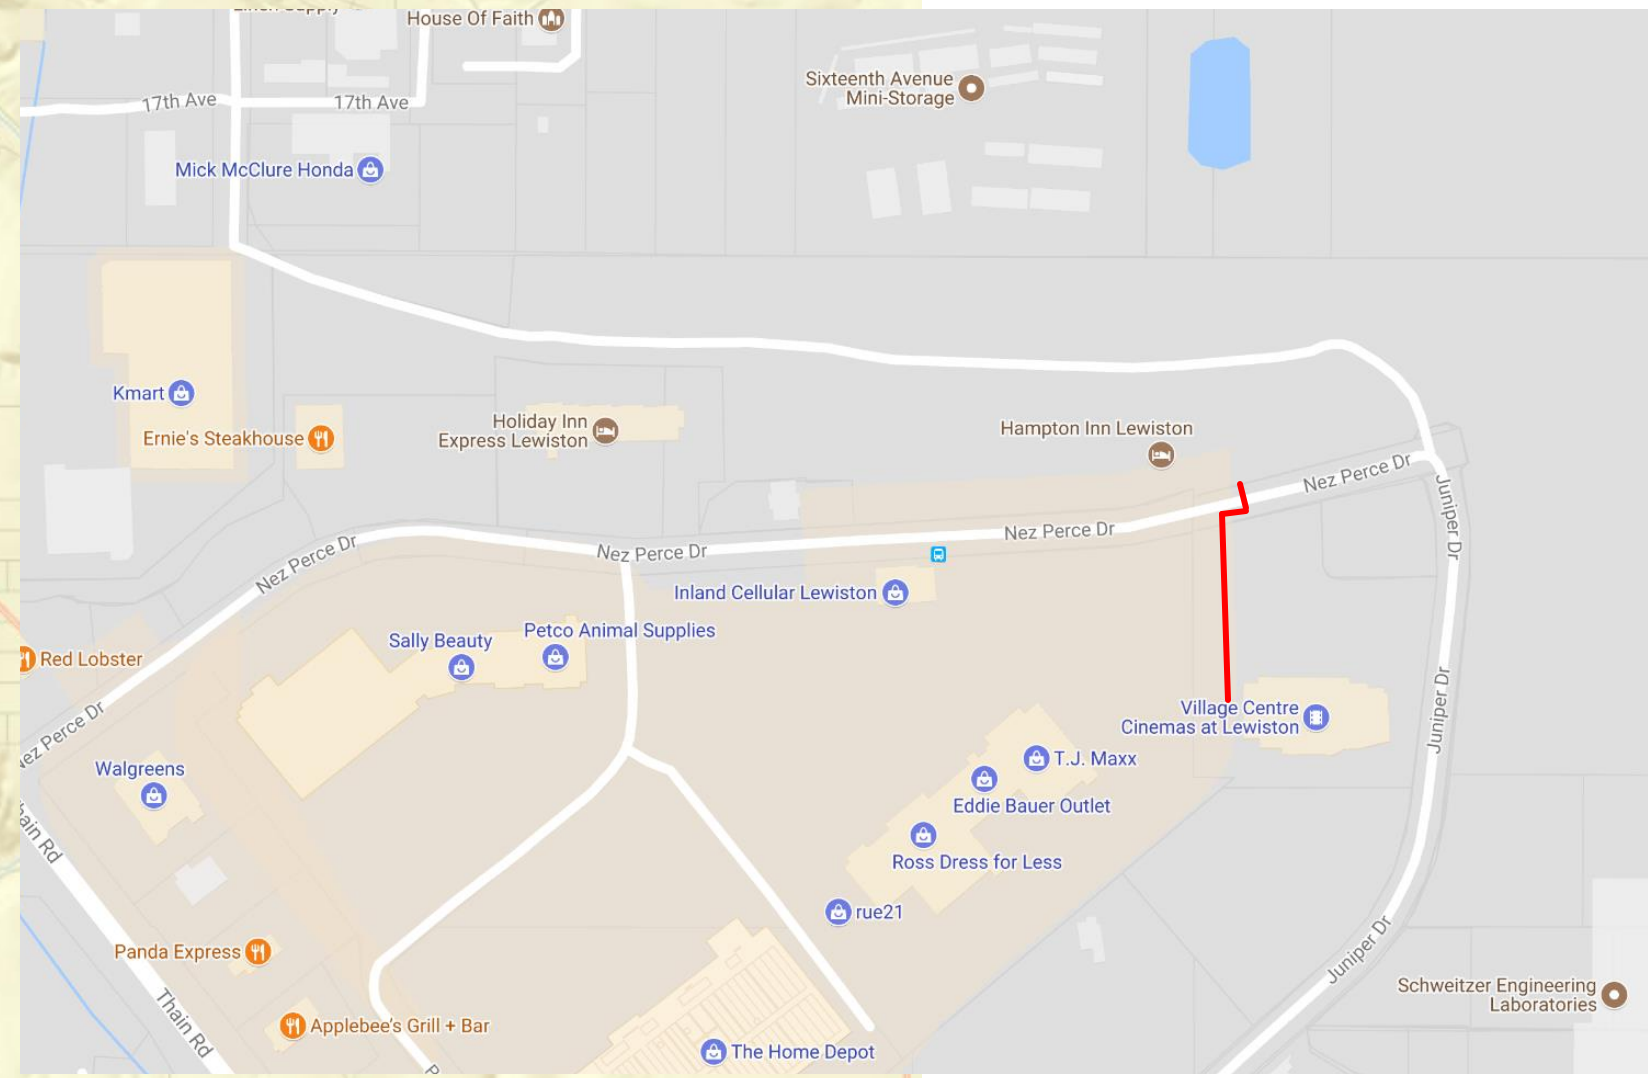 House Of Faith
Sixteenth Avenue
Mini-Storage
17th Ave
17th Ave
Mick McClure Honda
Kmart
Ernie's Steakhouse
Holiday Inn
Express Lewiston
Hampton Inn Lewiston
Nez Perce Dr
Nez Perce Dr
Nez Perce Dr
Nez Perce Dr
Juniper Dr
Inland Cellular Lewiston
Petco Animal Supplies
Sally Beauty
Red Lobster
Nez Perce Dr
Juniper Dr
Village Centre
Cinemas at Lewiston
T.J. Maxx
Walgreens
Eddie Bauer Outlet
Thain Rd
Ross Dress for Less
rue21
Panda Express
Juniper Dr
Schweitzer Engineering
Laboratories
Thain Rd
Applebee's Grill + Bar
The Home Depot